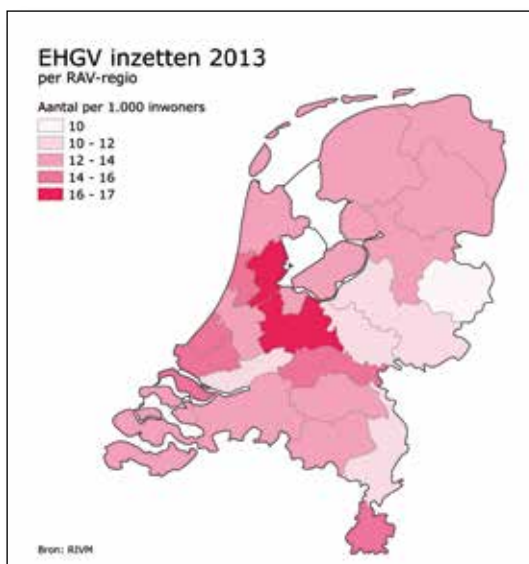 EHGV inzetten 2013
per RAV-regio
Aantal per 1.000 inwoners
10
10 - 12
12 - 14
14 - 16
16 - 17
Bron: RIVM